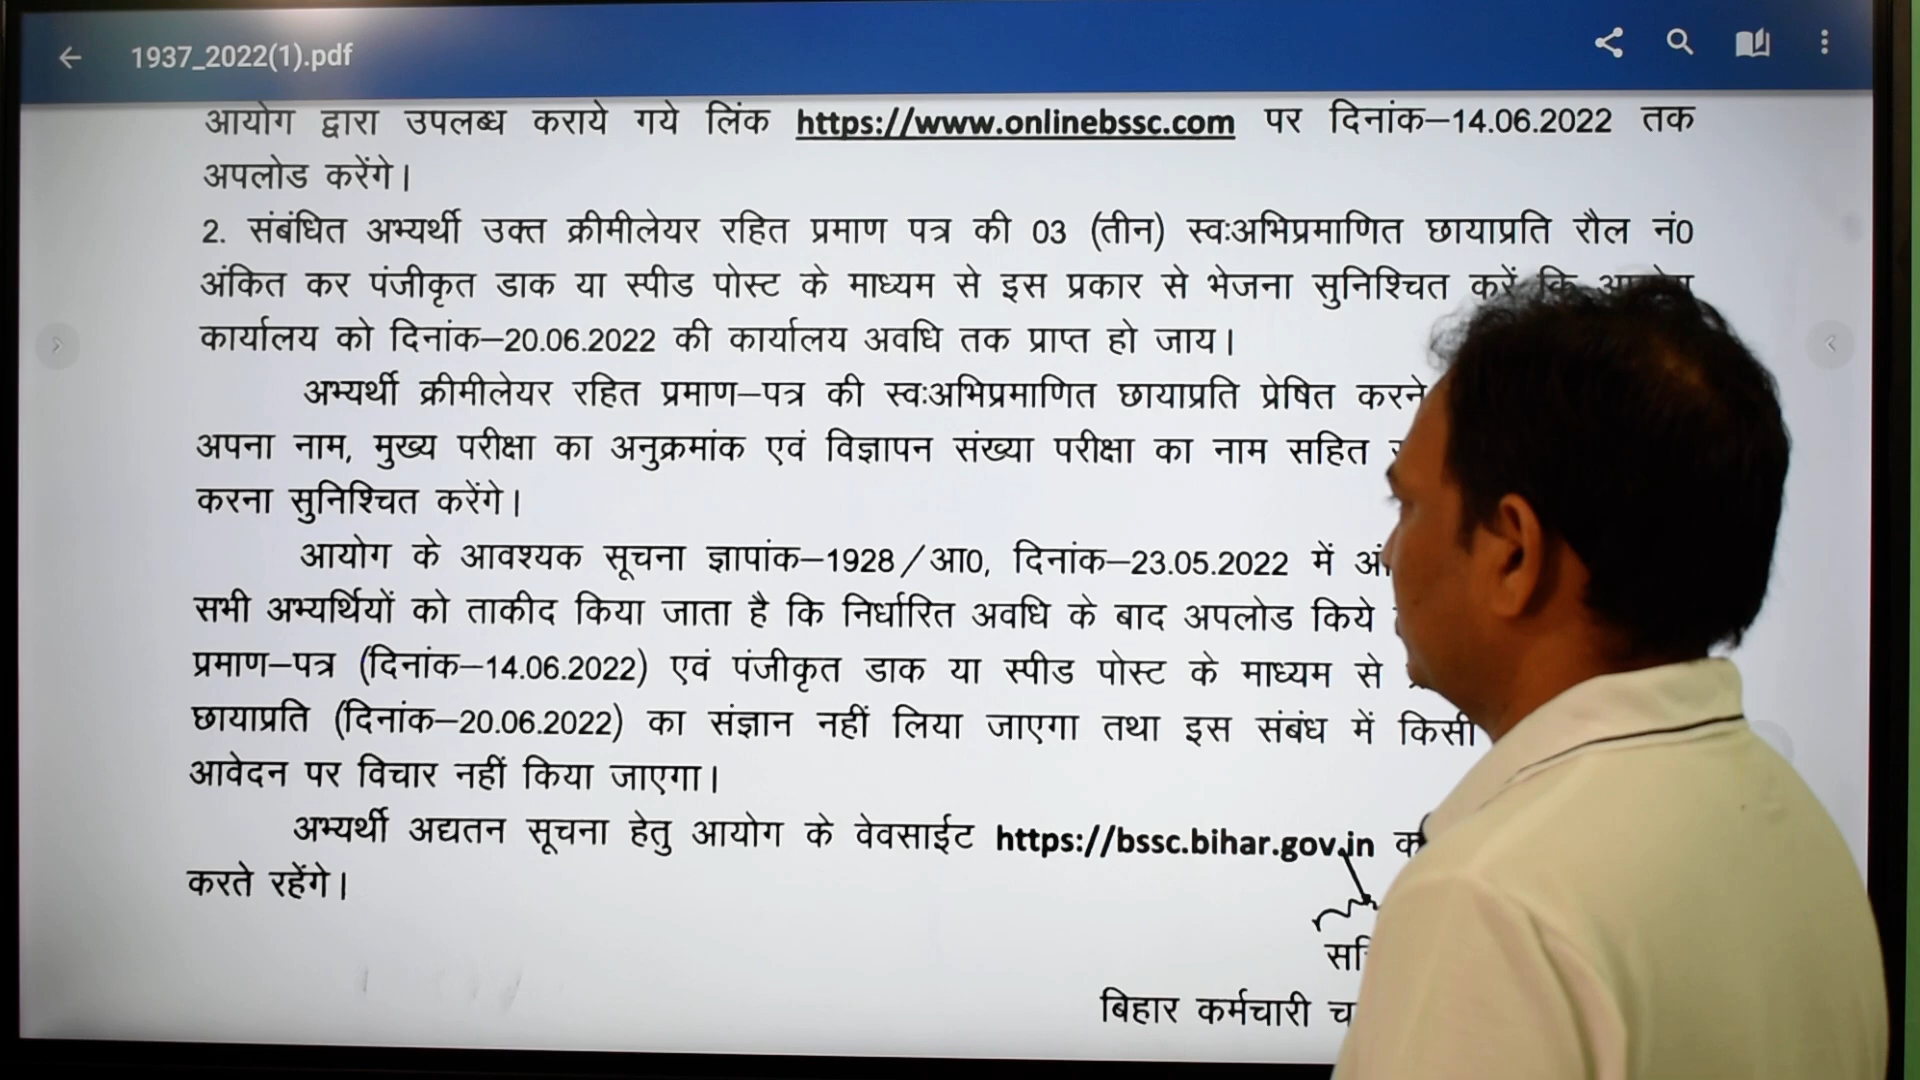 1937_2022(1).pdf
आयोग द्वारा उपलब्ध कराये गये लिंक https://www.onlinebssc.com पर दिनांक–14.06.2022 तक
अपलोड करेंगे।
2. संबंधित अभ्यर्थी उक्त क्रीमीलेयर रहित प्रमाण पत्र की 03 (तीन) स्वःअभिप्रमाणित छायाप्रति रौल नं0
अंकित कर पंजीकृत डाक या स्पीड पोस्ट के माध्यम से इस प्रकार से भेजना सुनिश्चित करें कि
कार्यालय को दिनांक–20.06.2022 की कार्यालय अवधि तक प्राप्त हो जाय।
अभ्यर्थी क्रीमीलेयर रहित प्रमाण–पत्र की स्वःअभिप्रमाणित छायाप्रति प्रेषित करने
अपना नाम, मुख्य परीक्षा का अनुक्रमांक एवं विज्ञापन संख्या परीक्षा का नाम सहित
करना सुनिश्चित करेंगे।
आयोग के आवश्यक सूचना ज्ञापांक–1928/आ0, दिनांक–23.05.2022 में
सभी अभ्यर्थियों को ताकीद किया जाता है कि निर्धारित अवधि के बाद अपलोड किये
प्रमाण–पत्र (दिनांक–14.06.2022) एवं पंजीकृत डाक या स्पीड पोस्ट के माध्यम से
छायाप्रति (दिनांक–20.06.2022) का संज्ञान नहीं लिया जाएगा तथा इस संबंध में किसी
आवेदन पर विचार नहीं किया जाएगा।
अभ्यर्थी अद्यतन सूचना हेतु आयोग के वेवसाईट https://bssc.bihar.gov.in
करते रहेंगे।
बिहार कर्मचारी